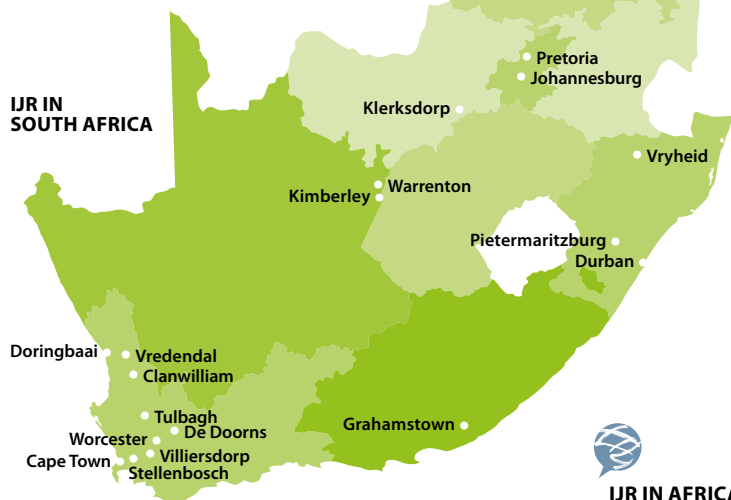 IJR IN
SOUTH AFRICA
Pretoria
Johannesburg
Klerksdorp
Vryheid
Warrenton
Kimberley
Pietermaritzburg
Durban
Doringbaai
Vredendal
Clanwilliam
Tulbagh
De Doorns
Worcester
Grahamstown
Villiersdorp
Cape Town
Stellenbosch
IJR IN AFRICA